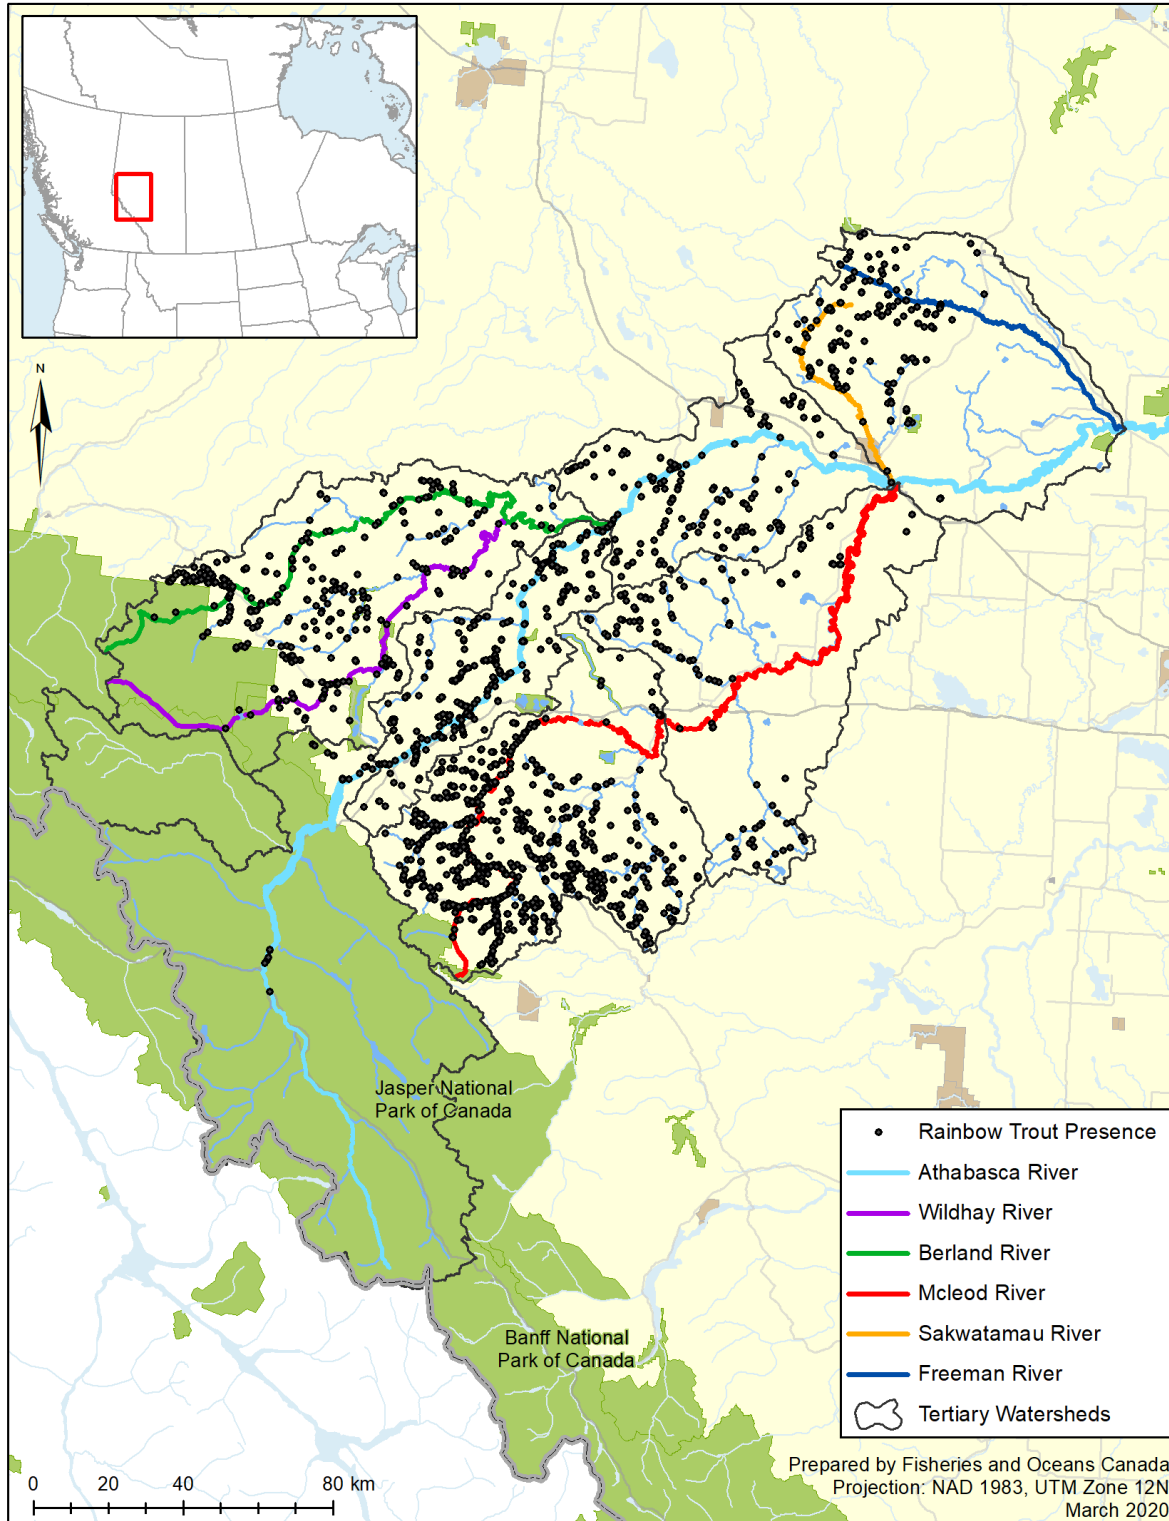 N
Jasper National
Park of Canada
Banff National
Park of Canada
Rainbow Trout Presence
Athabasca River
Wildhay River
Berland River
Mcleod River
Sakwatamau River
Freeman River
Tertiary Watersheds
0 20 40 80 km
Prepared by Fisheries and Oceans Canada
Projection: NAD 1983, UTM Zone 12N
March 2020